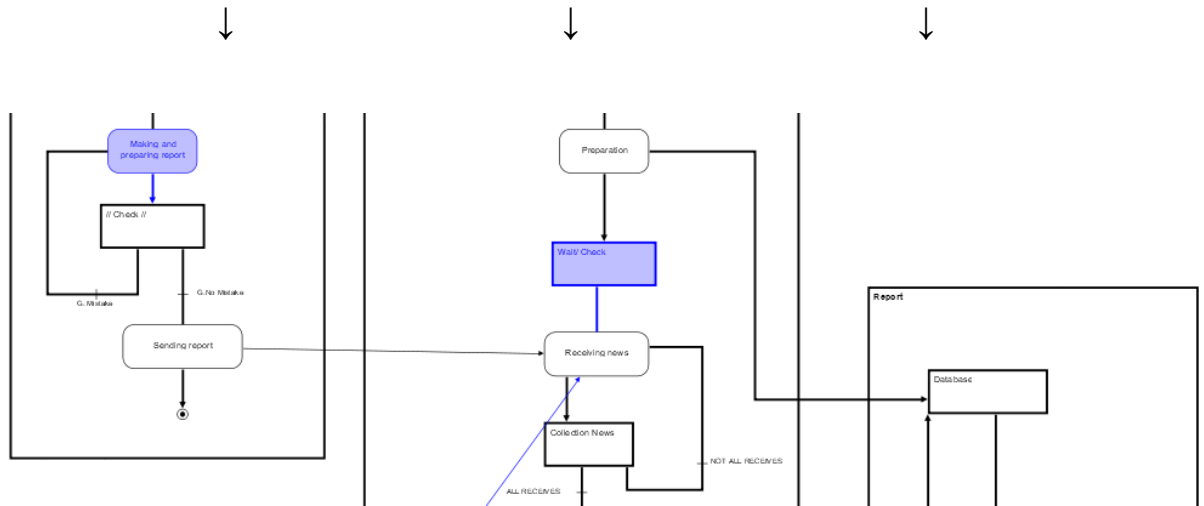 Making and
preparing report
// Check //
G. Mistake
G.No Mistake
Sending report
Preparation
Wait/ Check
Receiving news
Collection News
NOT ALL RECEIVES
ALL RECEIVES
Report
Database